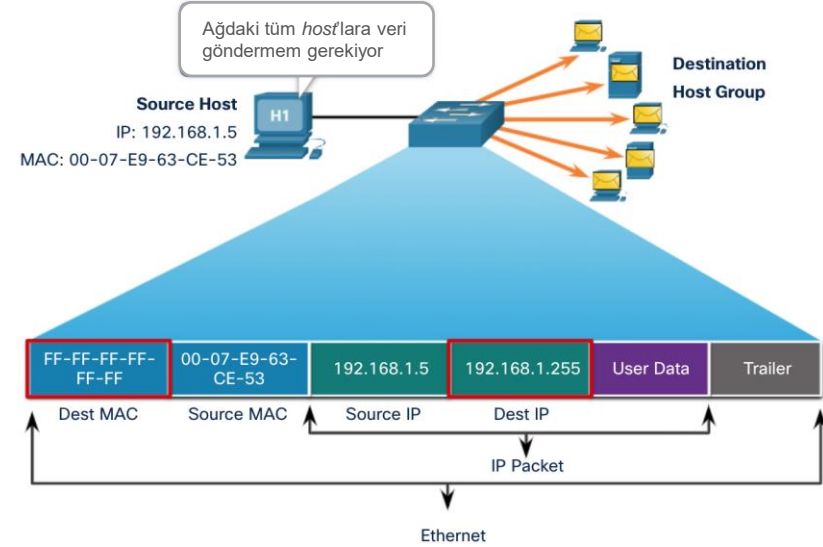 Ağdaki tüm host'lara veri
göndermem gerekiyor
Destination
Host Group
Source Host
IP: 192.168.1.5
MAC: 00-07-E9-63-CE-53
H1
FF-FF-FF-FF-
FF-FF
00-07-E9-63-
CE-53
192.168.1.5
192.168.1.255
User Data
Trailer
Dest MAC
Source MAC
Source IP
Dest IP
IP Packet
Ethernet